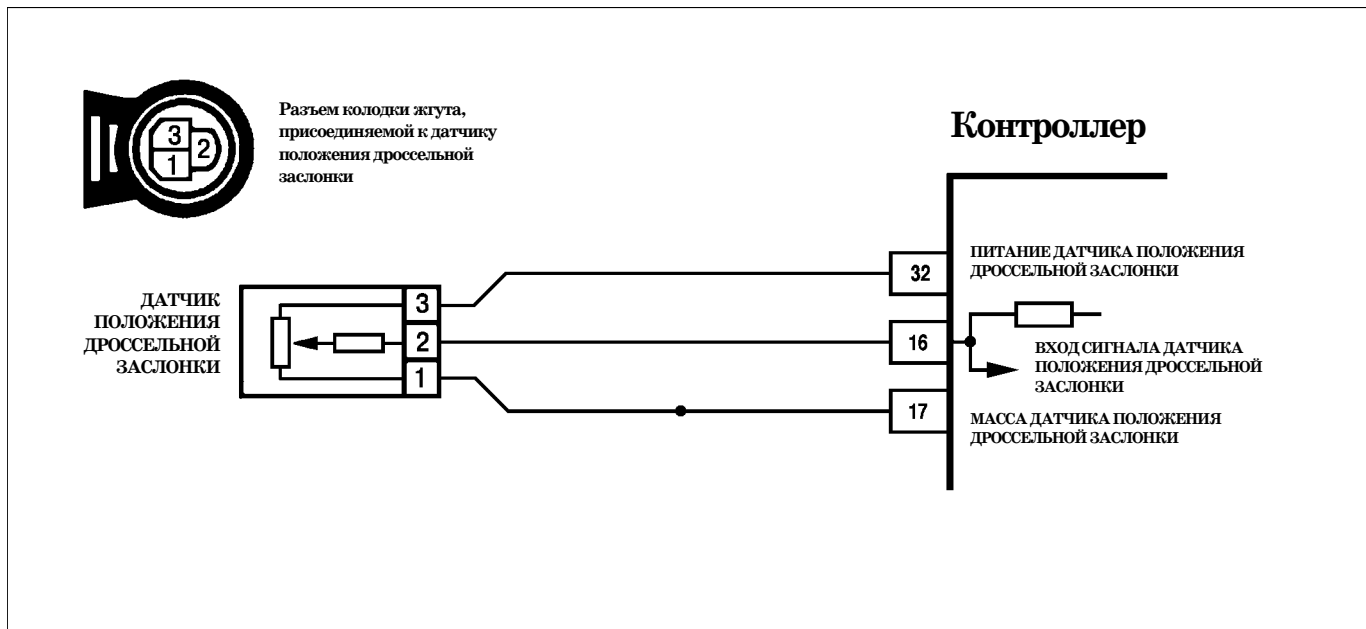 3
2
1
Разъем колодки жгута,
присоединяемой к датчику
положения дроссельной
заслонки
Контроллер
ДАТЧИК
ПОЛОЖЕНИЯ
ДРОССЕЛЬНОЙ
ЗАСЛОНКИ
3
2
1
32
16
17
ПИТАНИЕ ДАТЧИКА ПОЛОЖЕНИЯ
ДРОССЕЛЬНОЙ ЗАСЛОНКИ
ВХОД СИГНАЛА ДАТЧИКА
ПОЛОЖЕНИЯ ДРОССЕЛЬНОЙ
ЗАСЛОНКИ
МАССА ДАТЧИКА ПОЛОЖЕНИЯ
ДРОССЕЛЬНОЙ ЗАСЛОНКИ